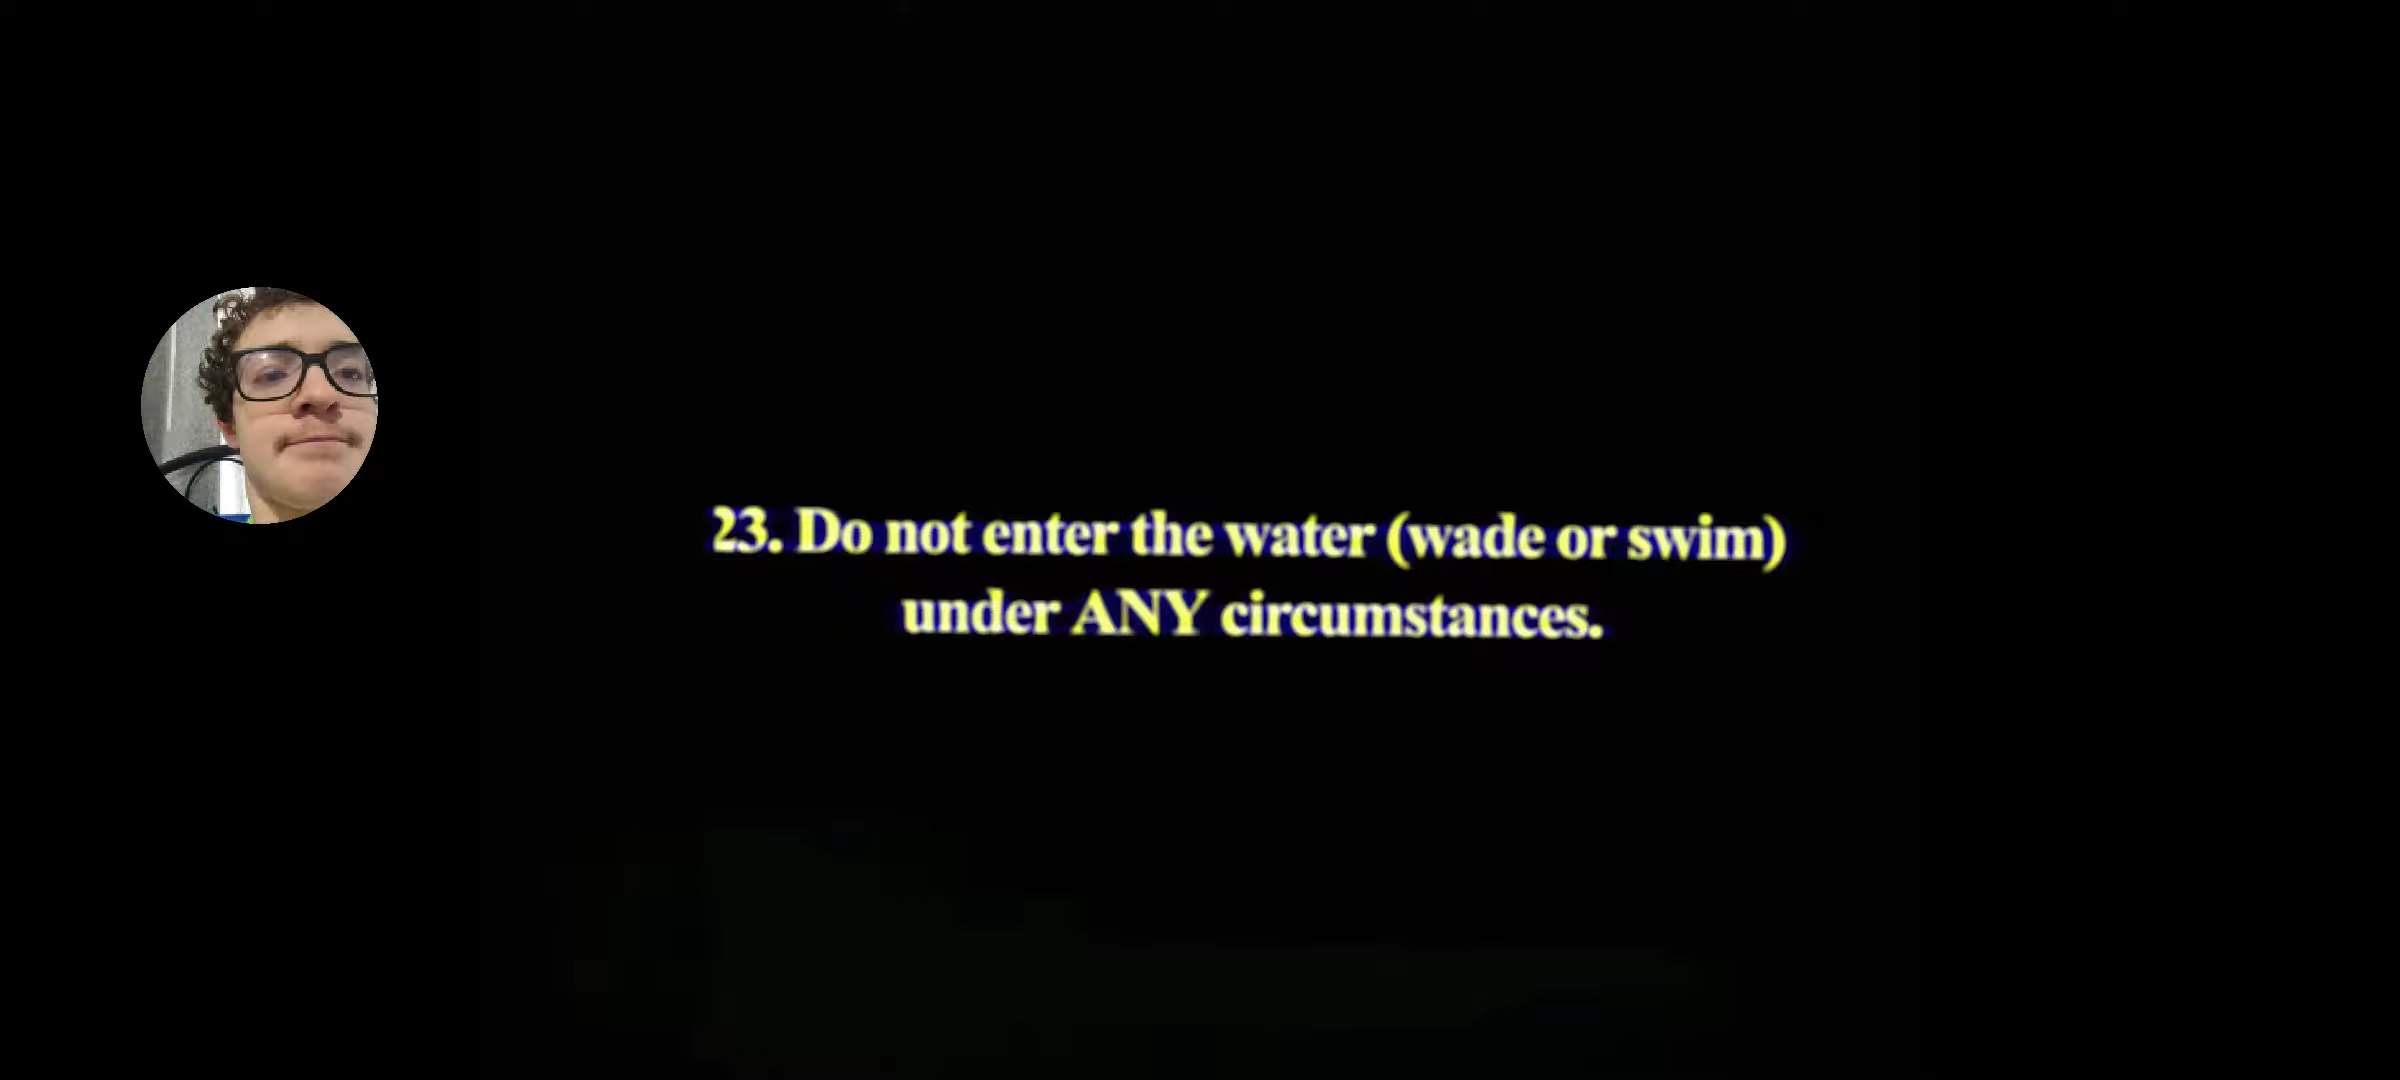 23. Do not enter the water (wade or swim)
under ANY circumstances.